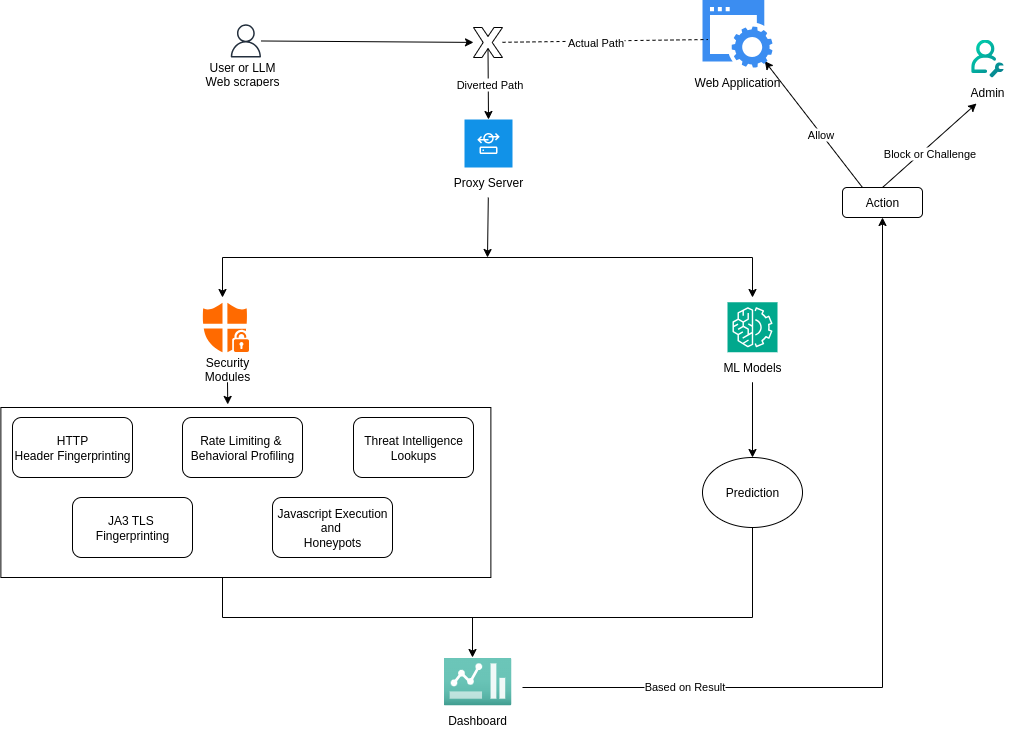 User or LLM
Web scrapers
Actual Path
Web Application
Admin
Diverted Path
Allow
Block or Challenge
Proxy Server
Action
Security
Modules
ML Models
HTTP
Header Fingerprinting
Rate Limiting &
Behavioral Profiling
Threat Intelligence
Lookups
JA3 TLS
Fingerprinting
Javascript Execution
and
Honeypots
Prediction
Based on Result
Dashboard